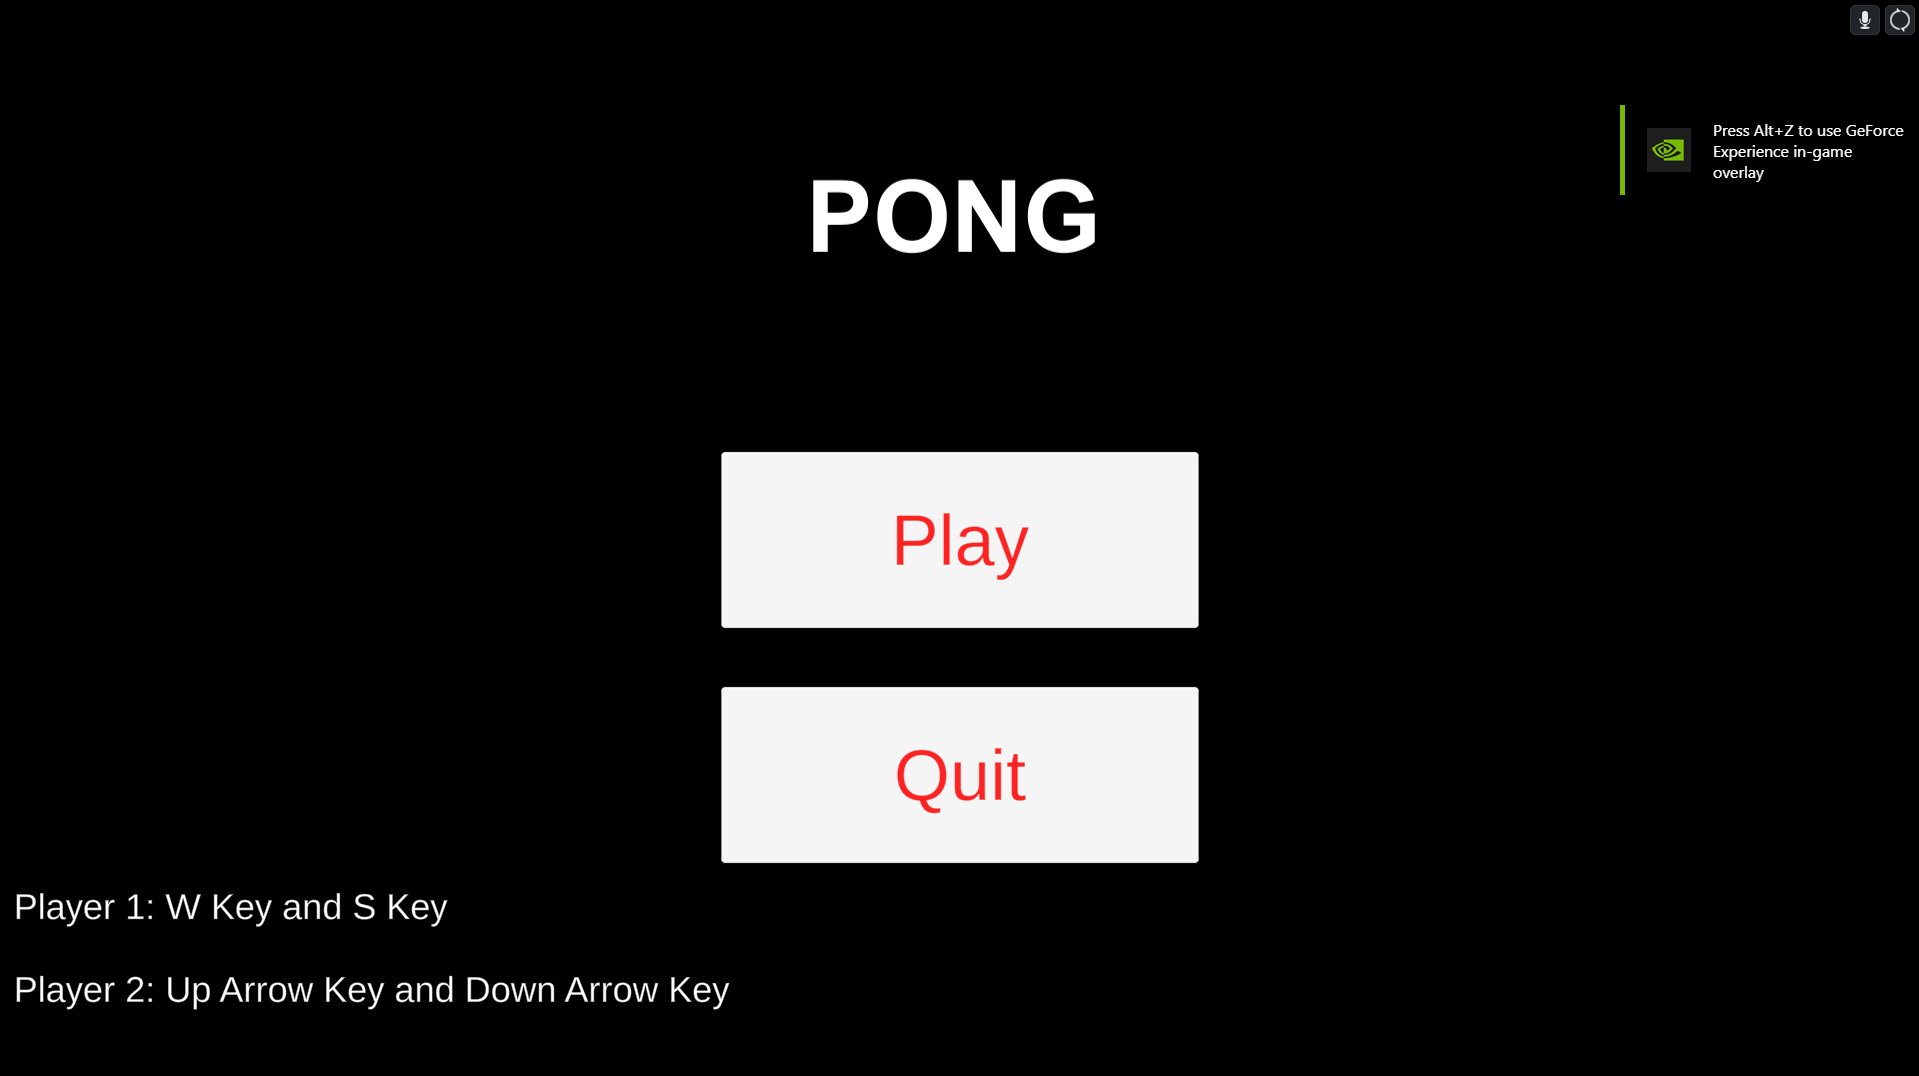 Press Alt+Z to use GeForce
Experience in-game
overlay
PONG
Play
Quit
Player 1: W Key and S Key
Player 2: Up Arrow Key and Down Arrow Key